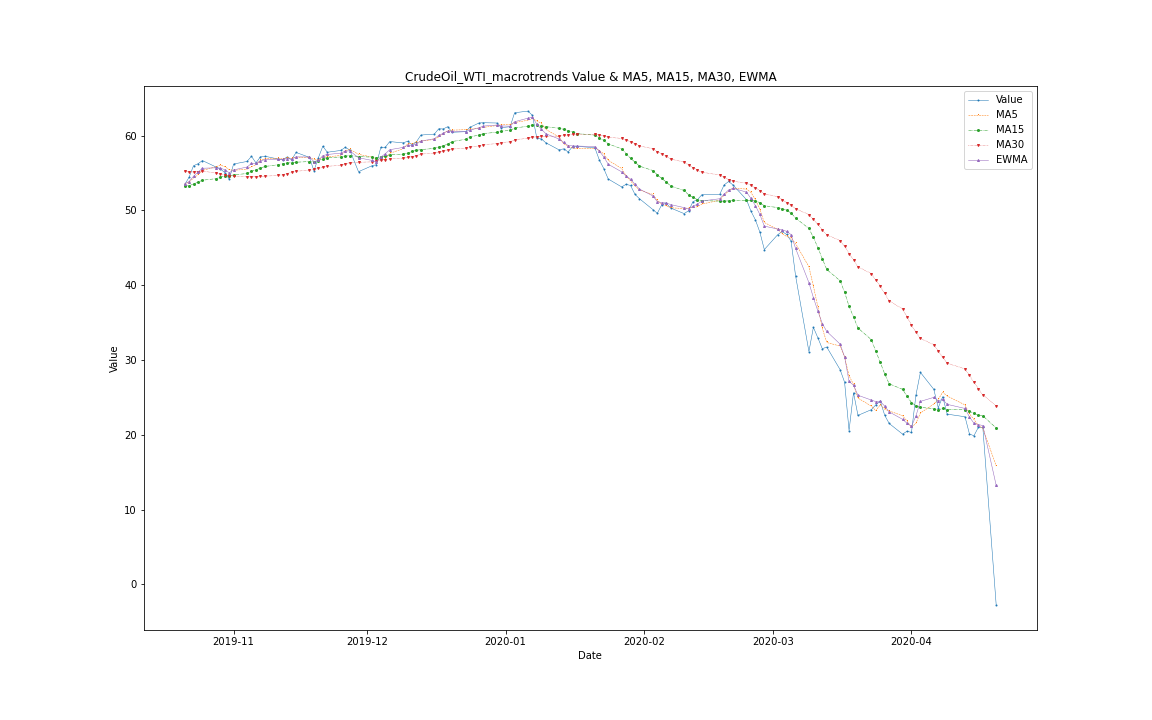 CrudeOil_WTI_macrotrends Value & MA5, MA15, MA30, EWMA
Value
MA5
MA15
MA30
EWMA
60
50
40
30
20
10
0
Value
2019-11
2019-12
2020-01
2020-02
2020-03
2020-04
Date